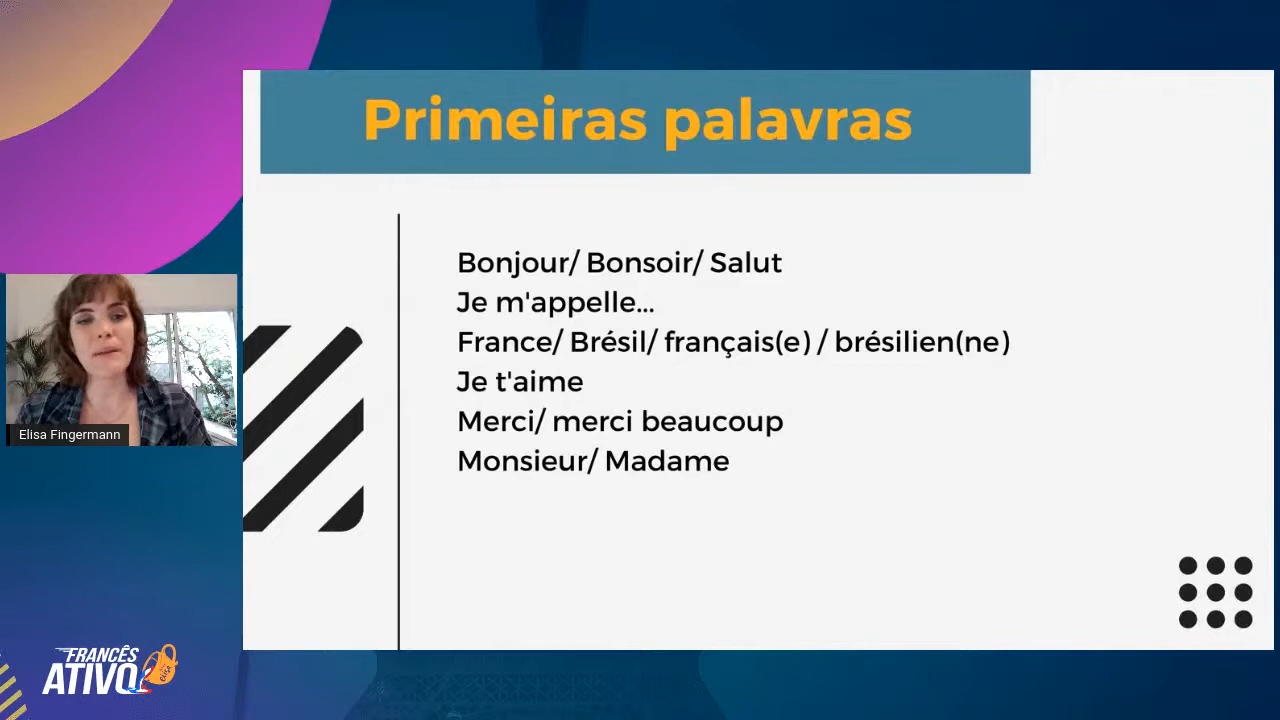 Primeiras palavras
Bonjour/ Bonsoir/ Salut
Je m'appelle...
France/ Brésil/ français(e) / brésilien(ne)
Je t'aime
Merci/ merci beaucoup
Monsieur/ Madame
Elisa Fingermann
FRANCÊS
ATIVO